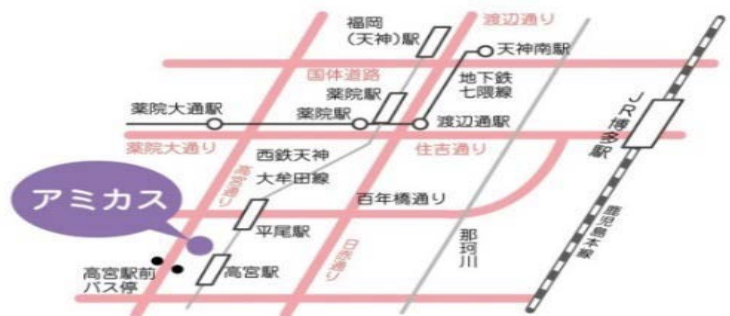 福岡
(天神)駅
渡辺通り
天神南駅
国体道路
地下鉄
七隈線
薬院駅
薬院大通駅
薬院駅
渡辺通駅
JR博多駅
薬院大通り
西鉄天神
大牟田線
住吉通り
高宮通り
アミカス
百年橋通り
平尾駅
那珂川
鹿児島本線
日赤通り
高宮駅前
バス停
高宮駅